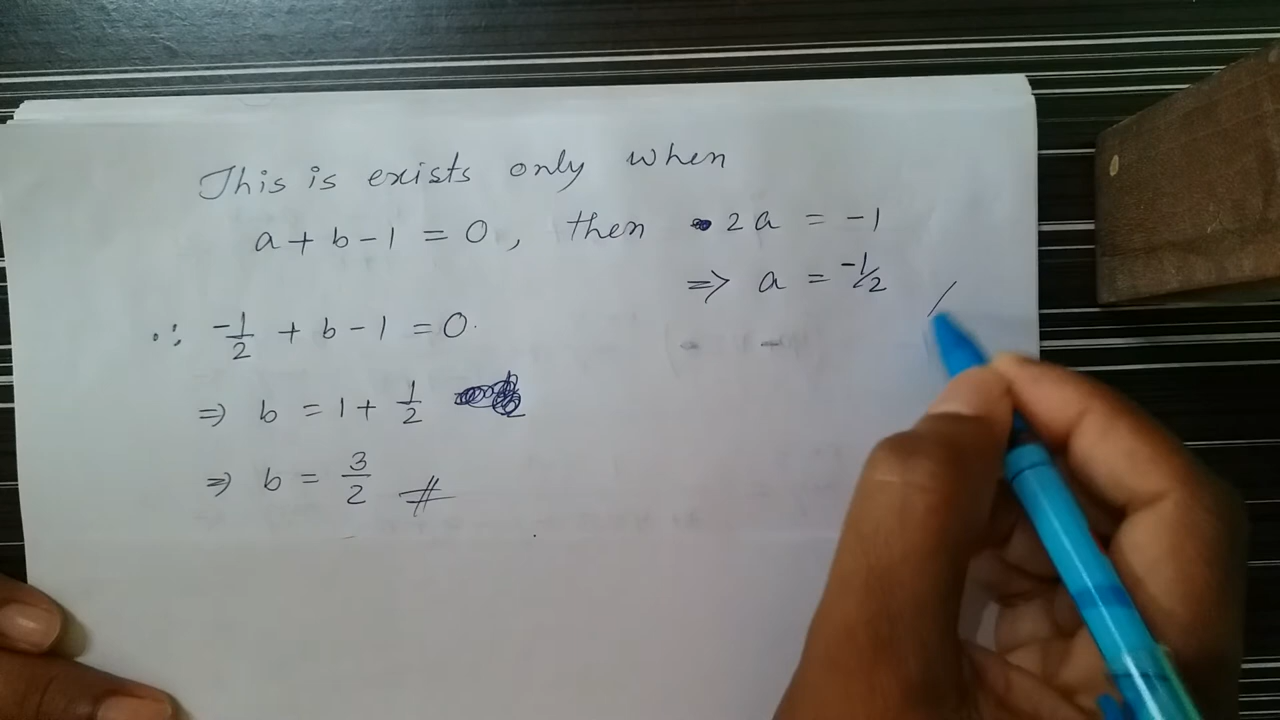 This is exists only when
a + b - 1 = 0, then 2a = -1
=> a = -1/2
∴ -1/2 + b - 1 = 0.
=> b = 1 + 1/2
=> b = 3/2 #